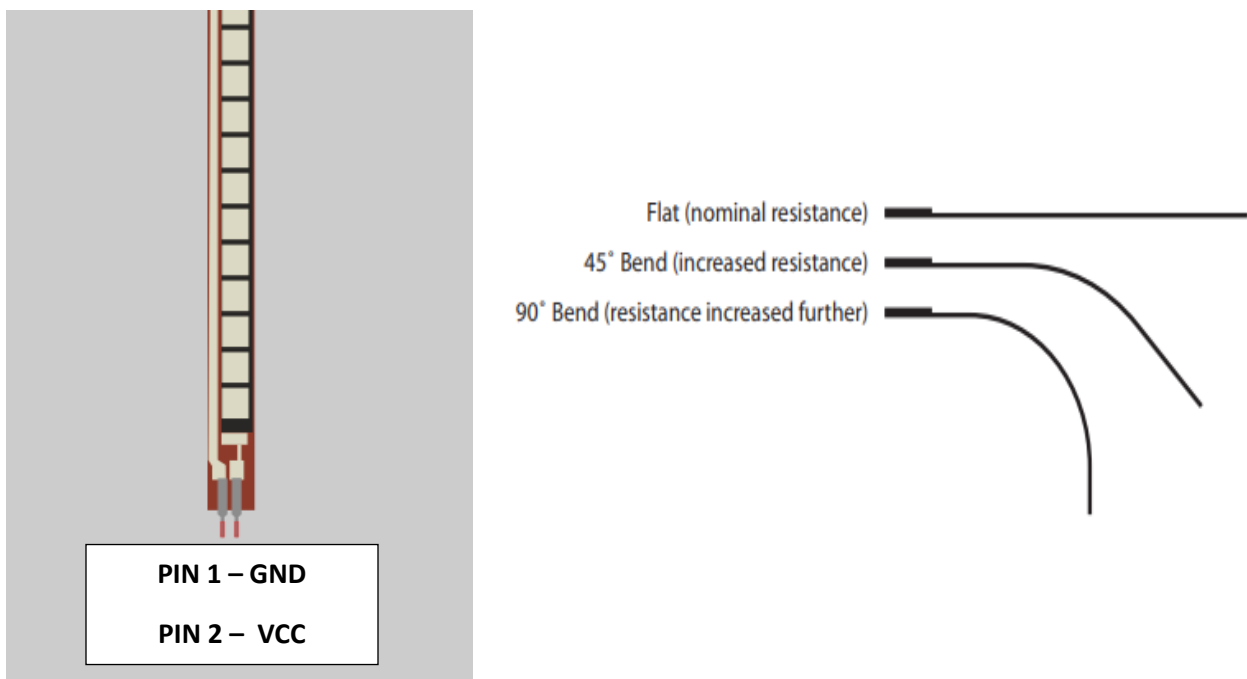 Flat (nominal resistance)
45° Bend (increased resistance)
90° Bend (resistance increased further)
PIN 1 – GND
PIN 2 – VCC